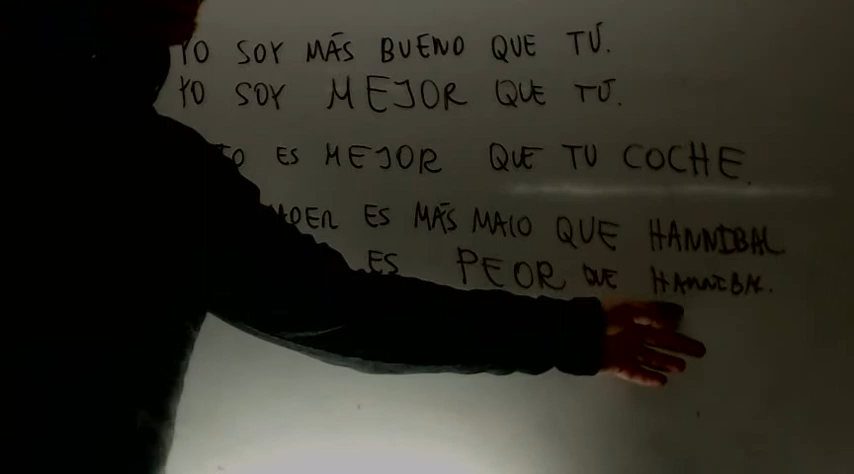 YO SOY MÁS BUENO QUE TÚ.
YO SOY MEJOR QUE TÚ.
ES MEJOR QUE TU COCHE.
ES MÁS MALO QUE HANNIBAL
ES PEOR QUE HANNIBAL.